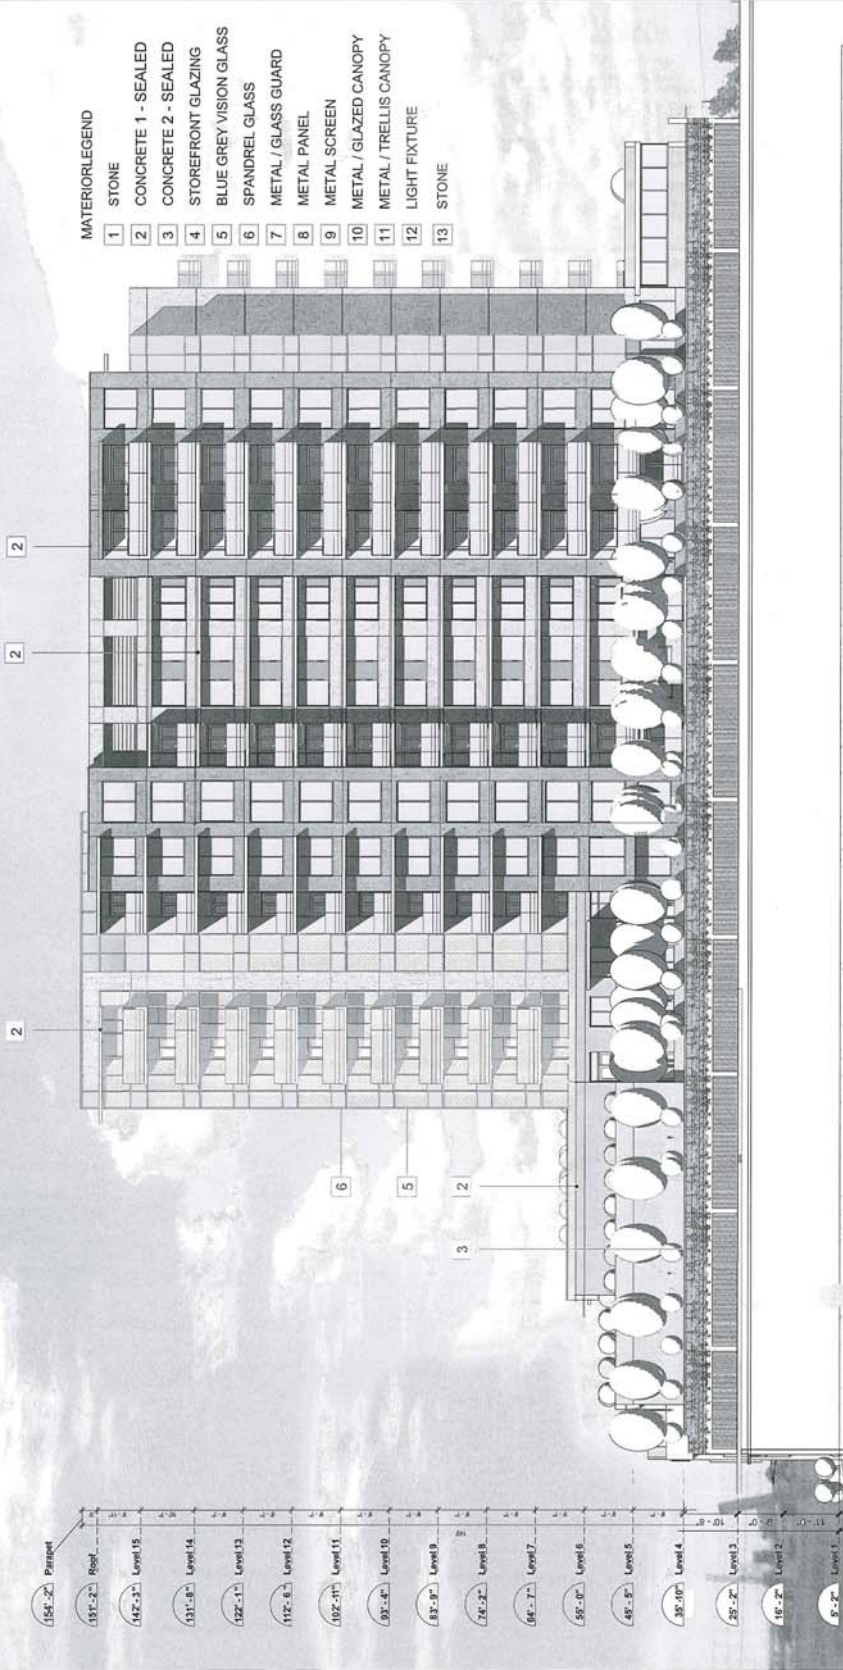 MATERIORLEGEND
1 STONE
2 CONCRETE 1 - SEALED
3 CONCRETE 2 - SEALED
4 STOREFRONT GLAZING
5 BLUE GREY VISION GLASS
6 SPANDREL GLASS
7 METAL / GLASS GUARD
8 METAL PANEL
9 METAL SCREEN
10 METAL / GLAZED CANOPY
11 METAL / TRELLIS CANOPY
12 LIGHT FIXTURE
13 STONE
2
2
2
6
5
2
3
154' - 2" Parapet
151' - 2" Roof
142' - 3" Level 15
131' - 8" Level 14
122' - 1" Level 13
112' - 6" Level 12
102' - 11" Level 11
93' - 4" Level 10
83' - 9" Level 9
74' - 2" Level 8
64' - 7" Level 7
55' - 0" Level 6
45' - 5" Level 5
35' - 10" Level 4
25' - 2" Level 3
16' - 2" Level 2
5' - 2" Level 1
10' - 8"
9' - 0"
11' - 0"